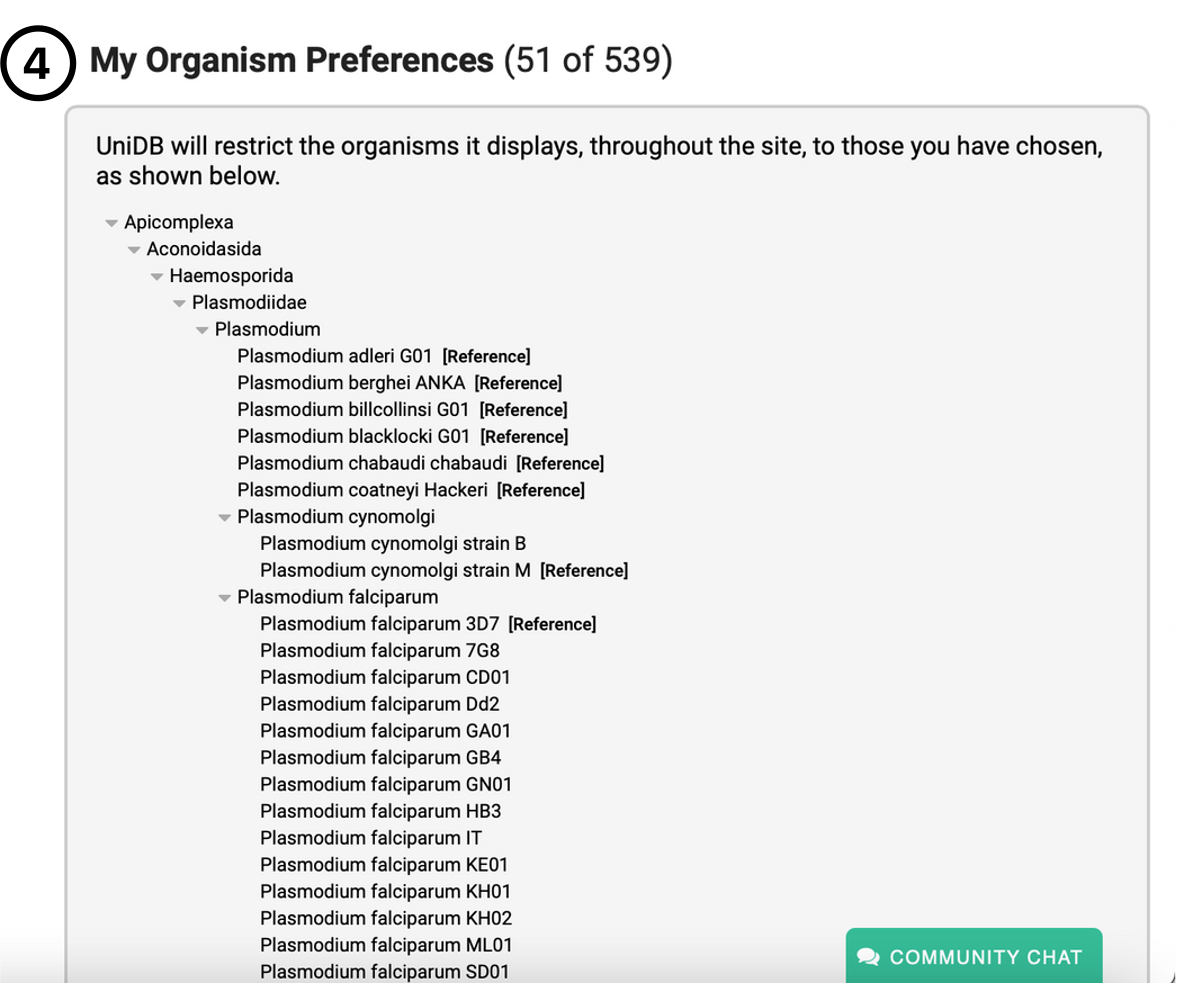 4 My Organism Preferences (51 of 539)
UniDB will restrict the organisms it displays, throughout the site, to those you have chosen,
as shown below.
Apicomplexa
Aconoidasida
Haemosporida
Plasmodiidae
Plasmodium
Plasmodium adleri G01 [Reference]
Plasmodium berghei ANKA [Reference]
Plasmodium billcollinsi G01 [Reference]
Plasmodium blacklocki G01 [Reference]
Plasmodium chabaudi chabaudi [Reference]
Plasmodium coatneyi Hackeri [Reference]
Plasmodium cynomolgi
Plasmodium cynomolgi strain B
Plasmodium cynomolgi strain M [Reference]
Plasmodium falciparum
Plasmodium falciparum 3D7 [Reference]
Plasmodium falciparum 7G8
Plasmodium falciparum CD01
Plasmodium falciparum Dd2
Plasmodium falciparum GA01
Plasmodium falciparum GB4
Plasmodium falciparum GN01
Plasmodium falciparum HB3
Plasmodium falciparum IT
Plasmodium falciparum KE01
Plasmodium falciparum KH01
Plasmodium falciparum KH02
Plasmodium falciparum ML01
Plasmodium falciparum SD01
COMMUNITY CHAT